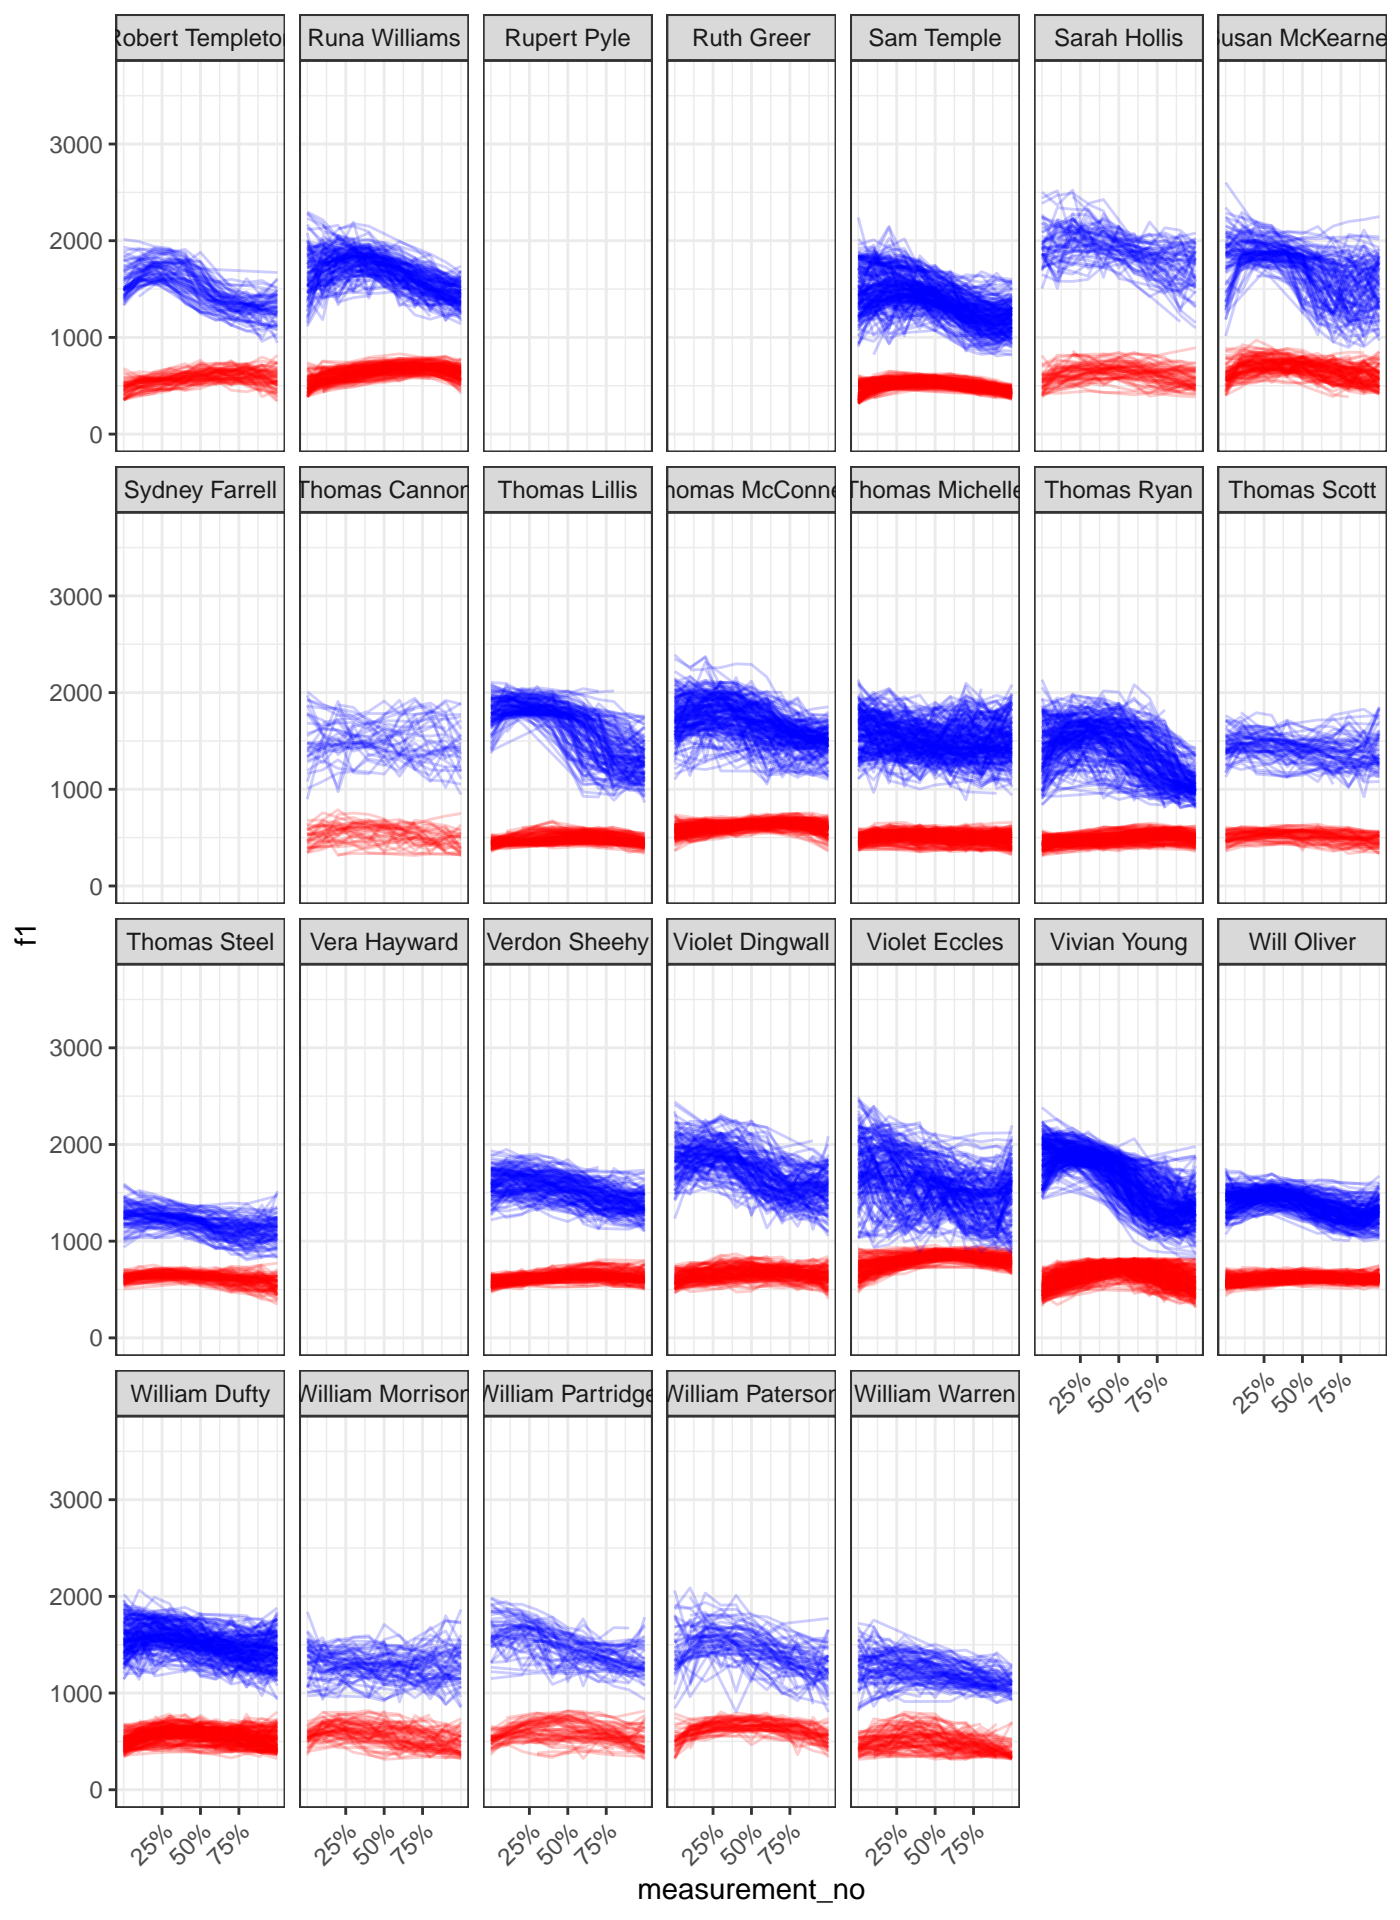 Robert Templeton
Runa Williams
Rupert Pyle
Ruth Greer
Sam Temple
Sarah Hollis
usan McKearne
3000
2000
1000
0
Sydney Farrell
Thomas Cannon
Thomas Lillis
homas McConne
Thomas Michelle
Thomas Ryan
Thomas Scott
3000
2000
1000
0
f1
Thomas Steel
Vera Hayward
Verdon Sheehy
Violet Dingwall
Violet Eccles
Vivian Young
Will Oliver
3000
2000
1000
0
25% 50% 75%
25% 50% 75%
William Dufty
William Morrison
William Partridge
William Paterson
William Warren
3000
2000
1000
0
25% 50% 75%
25% 50% 75%
25% 50% 75%
25% 50% 75%
25% 50% 75%
measurement_no